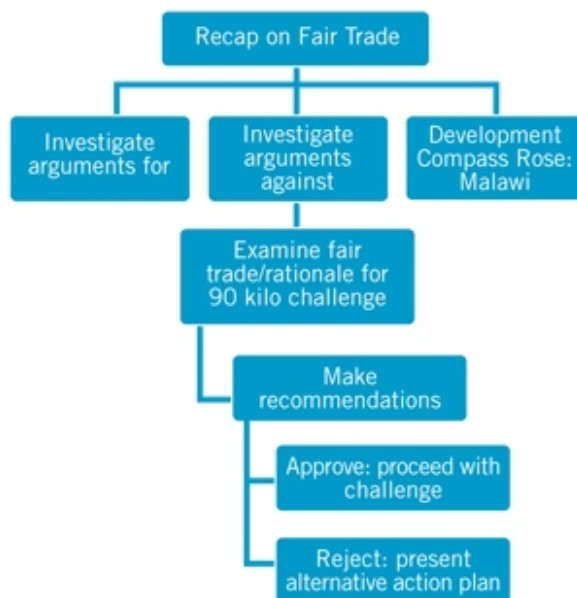 Recap on Fair Trade
Investigate
arguments for
Investigate
arguments
against
Development
Compass Rose:
Malawi
Examine fair
trade/rationale for
90 kilo challenge
Make
recommendations
Approve: proceed with
challenge
Reject: present
alternative action plan